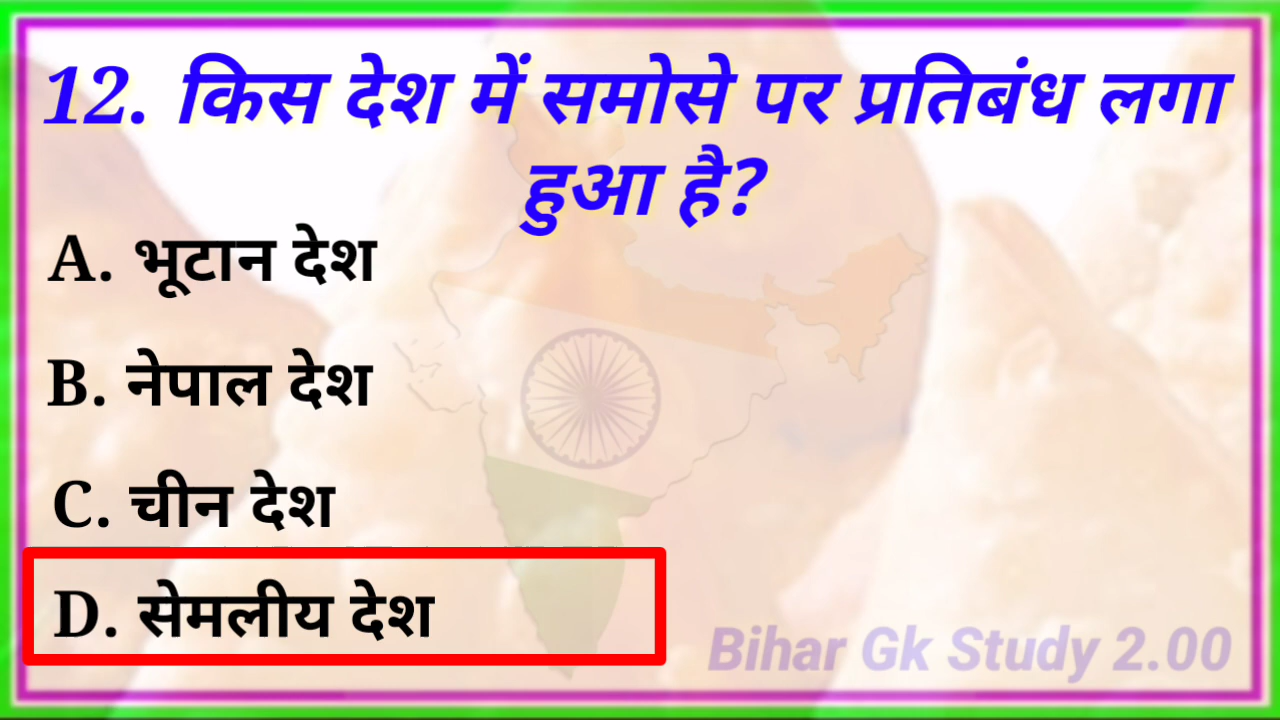 12. किस देश में समोसे पर प्रतिबंध लगा
हुआ है?
A. भूटान देश
B. नेपाल देश
C. चीन देश
D. सेमलीय देश
Bihar Gk Study 2.00